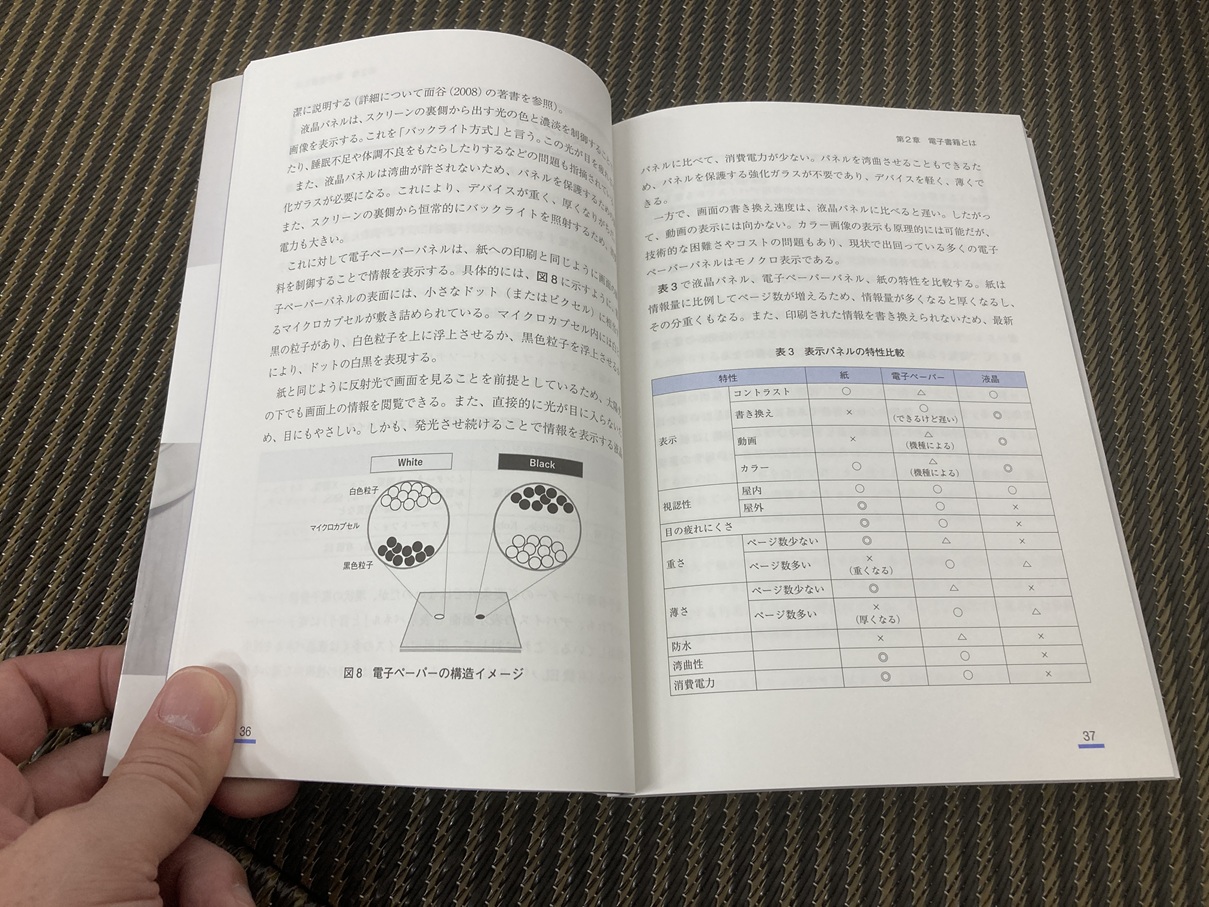 潔に説明する（詳細について面谷（2008）の著書を参照）。
液晶パネルは、スクリーンの裏側から出す光の色と濃淡を制御すること
画像を表示する。これを「バックライト方式」と言う。この光が目を疲れ
たり、睡眠不足や体調不良をもたらしたりするなどの問題も指摘されてい
また、液晶パネルは湾曲が許されないため、パネルを保護するための
化ガラスが必要になる。これにより、デバイスが重く、厚くなりがち
また、スクリーンの裏側から恒常的にバックライトを照射するため、
電力も大きい。
これに対して電子ペーパーパネルは、紙への印刷と同じように画面の
料を制御することで情報を表示する。具体的には、図8に示すように、
子ペーパーパネルの表面には、小さなドット（またはピクセル）に相当
るマイクロカプセルが敷き詰められている。マイクロカプセル内には白
黒の粒子があり、白色粒子を上に浮上させるか、黒色粒子を浮上させる
により、ドットの白黒を表現する。
紙と同じように反射光で画面を見ることを前提としているため、太陽
の下でも画面上の情報を閲覧できる。また、直接的に光が目に入らない
め、目にもやさしい。しかも、発光させ続けることで情報を表示する液晶
White
Black
白色粒子
マイクロカプセル
黒色粒子
図8 電子ペーパーの構造イメージ
36
第2章 電子書籍とは
パネルに比べて、消費電力が少ない。パネルを湾曲させることもできるた
め、パネルを保護する強化ガラスが不要であり、デバイスを軽く、薄くで
きる。
一方で、画面の書き換え速度は、液晶パネルに比べると遅い。したがっ
て、動画の表示には向かない。カラー画像の表示も原理的には可能だが、
技術的な困難さやコストの問題もあり、現状で出回っている多くの電子
ペーパーパネルはモノクロ表示である。
表3で液晶パネル、電子ペーパーパネル、紙の特性を比較する。紙は
情報量に比例してページ数が増えるため、情報量が多くなると厚くなるし、
その分重くもなる。また、印刷された情報を書き換えられないため、最新
表3 表示パネルの特性比較
特性 紙 電子ペーパー 液晶
表示 コントラスト ○ △ ○
書き換え × ○（できるけど遅い） ◎
動画 × △（機種による） ◎
カラー ○ △（機種による） ◎
視認性 屋内 ○ ○ ○
屋外 ◎ ○ ×
目の疲れにくさ ◎ ○ ×
重さ ページ数少ない ◎ △ ×
ページ数多い ×（重くなる） ○ △
薄さ ページ数少ない ◎ △ ×
ページ数多い ×（厚くなる） ○ △
防水 × △ ×
湾曲性 ◎ ○ ×
消費電力 ◎ ○ ×
37